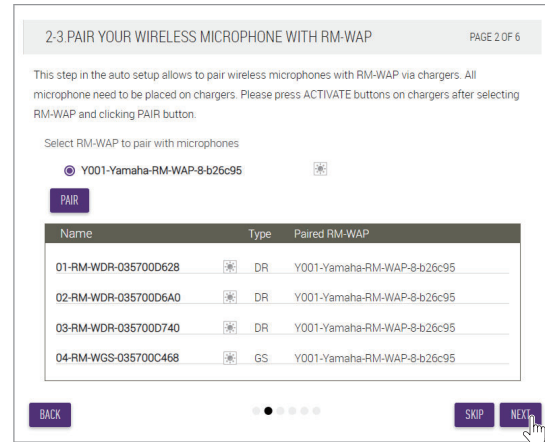 2-3.PAIR YOUR WIRELESS MICROPHONE WITH RM-WAP PAGE 2 OF 6
This step in the auto setup allows to pair wireless microphones with RM-WAP via chargers. All
microphone need to be placed on chargers. Please press ACTIVATE buttons on chargers after selecting
RM-WAP and clicking PAIR button.
Select RM-WAP to pair with microphones
Y001-Yamaha-RM-WAP-8-b26c95
PAIR
Name Type Paired RM-WAP
01-RM-WDR-035700D628 DR Y001-Yamaha-RM-WAP-8-b26c95
02-RM-WDR-035700D6A0 DR Y001-Yamaha-RM-WAP-8-b26c95
03-RM-WDR-035700D740 DR Y001-Yamaha-RM-WAP-8-b26c95
04-RM-WGS-035700C468 GS Y001-Yamaha-RM-WAP-8-b26c95
BACK SKIP NEXT